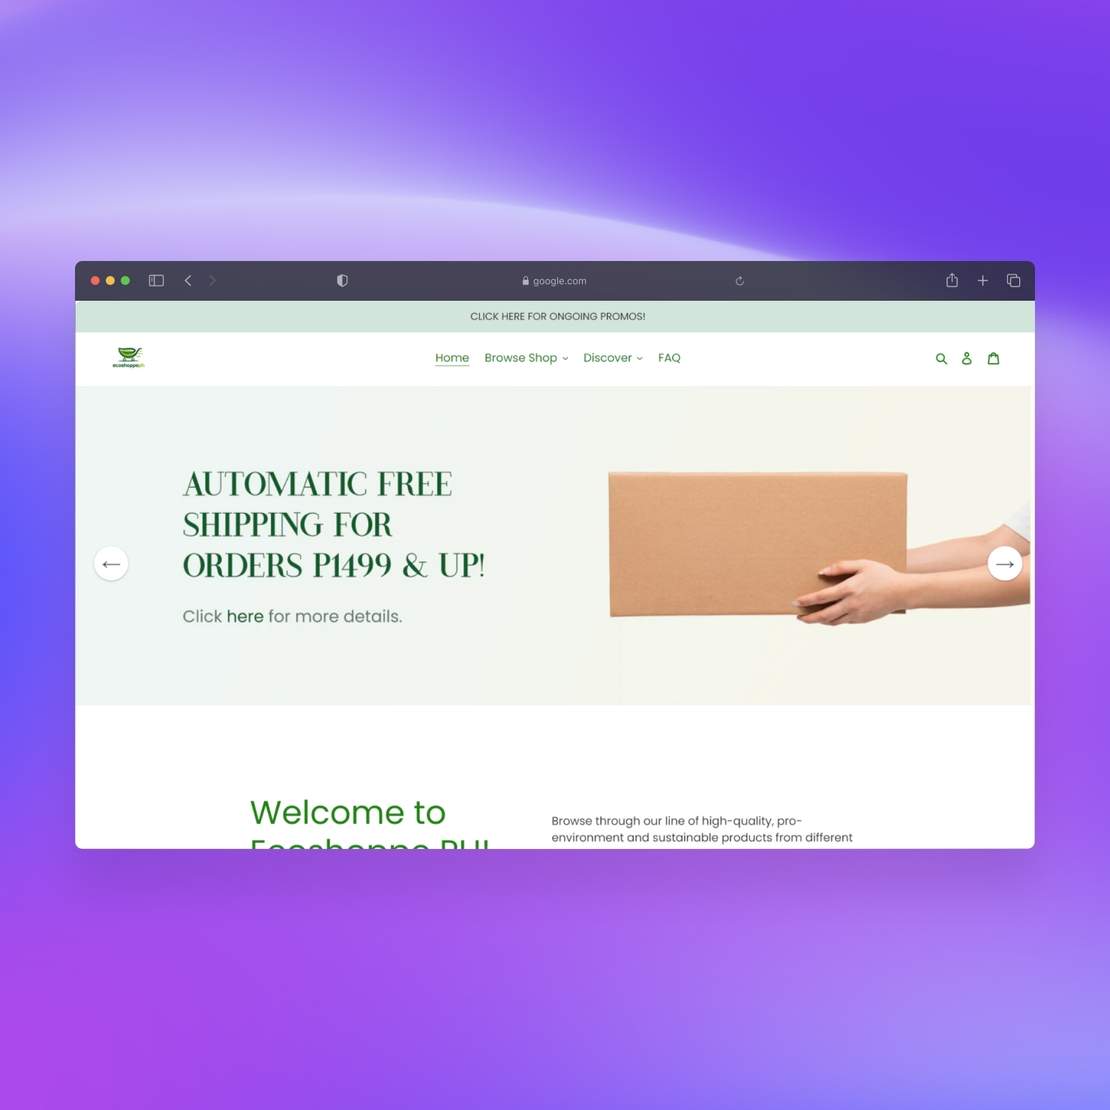 google.com
CLICK HERE FOR ONGOING PROMOS!
ecoshoppeph
Home Browse Shop Discover FAQ
AUTOMATIC FREE
SHIPPING FOR
ORDERS P1499 & UP!
Click here for more details.
Welcome to
Ecoshoppe PH!
Browse through our line of high-quality, pro-
environment and sustainable products from different